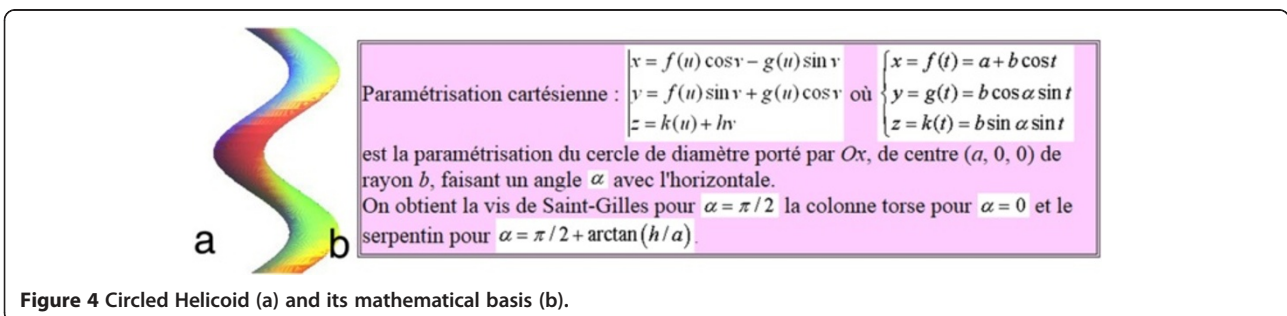 x = f(u) cos v − g(u) sin v
Paramétrisation cartésienne : y = f(u) sin v + g(u) cos v où
z = k(u) + hv
x = f(t) = a + b cos t
y = g(t) = b cos α sin t
z = k(t) = b sin α sin t
est la paramétrisation du cercle de diamètre porté par Ox, de centre (a, 0, 0) de
rayon b, faisant un angle α avec l'horizontale.
On obtient la vis de Saint-Gilles pour α = π / 2 la colonne torse pour α = 0 et le
serpentin pour α = π / 2 + arctan (h / a).
a
b
Figure 4 Circled Helicoid (a) and its mathematical basis (b).